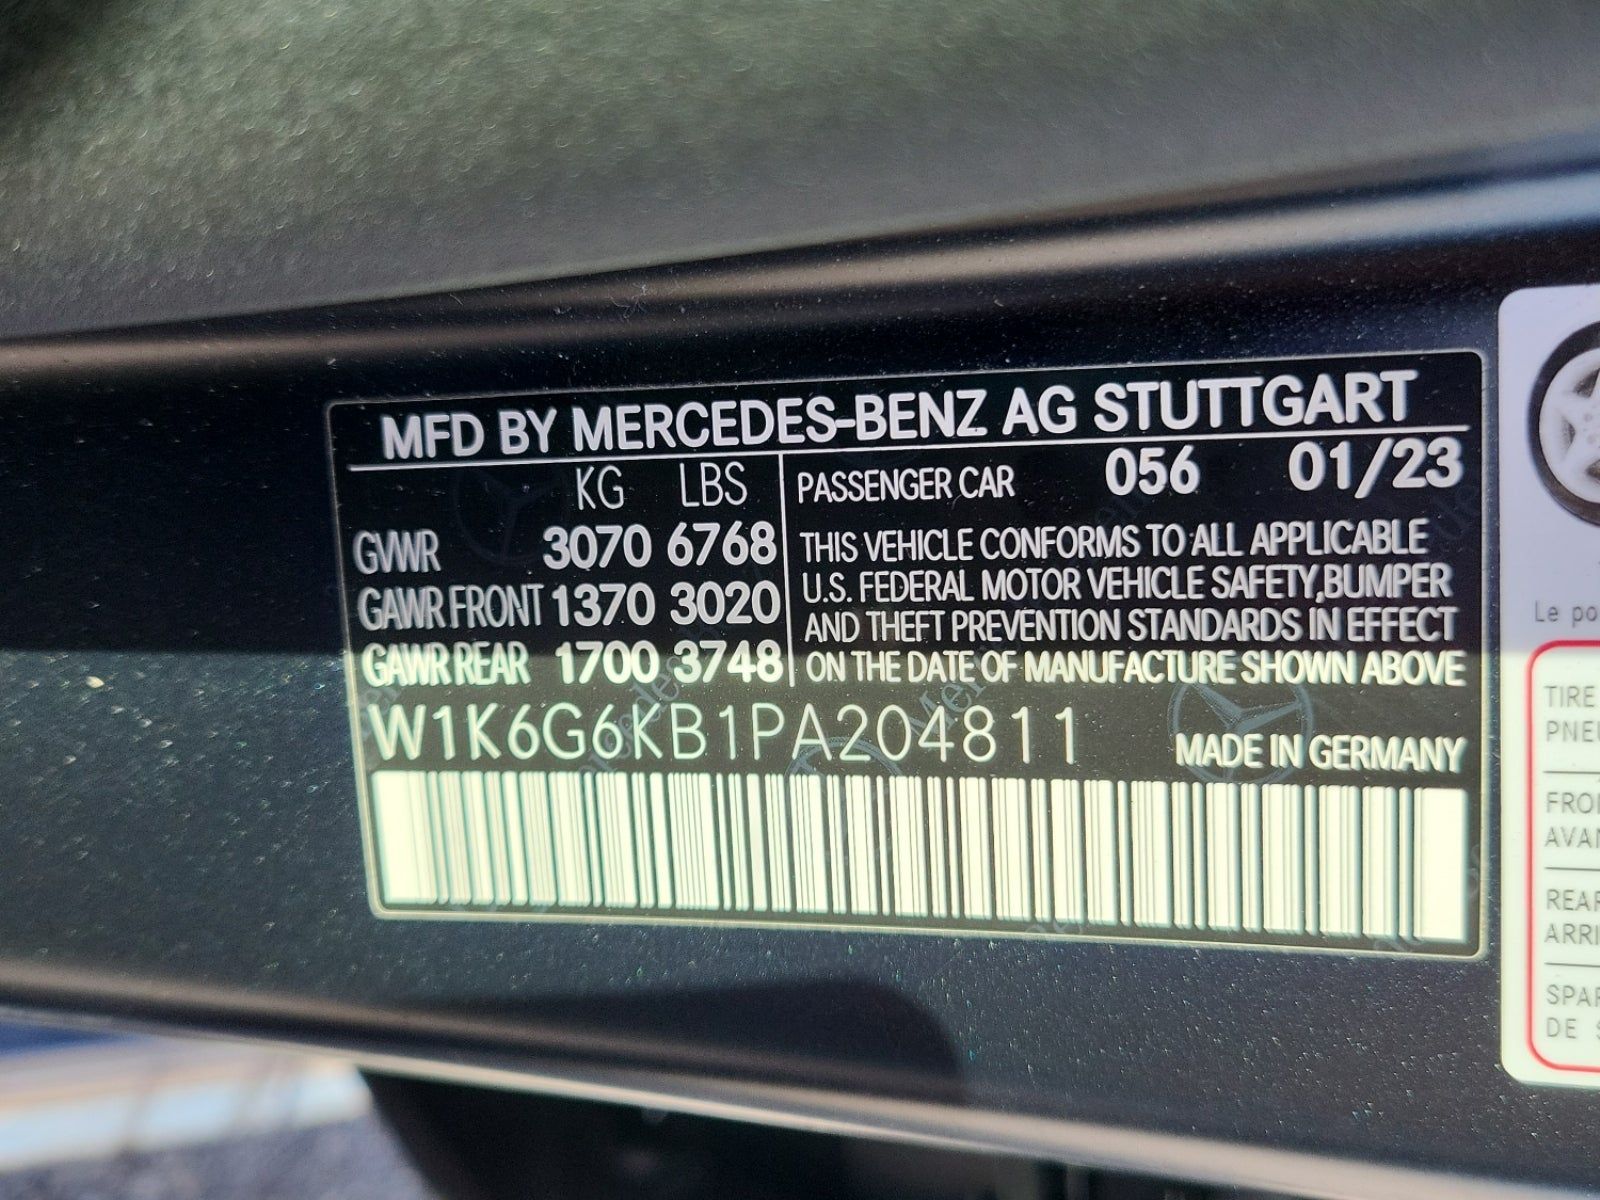 MFD BY MERCEDES-BENZ AG STUTTGART
KG LBS
GVWR 3070 6768
GAWR FRONT 1370 3020
GAWR REAR 1700 3748
PASSENGER CAR 056 01/23
THIS VEHICLE CONFORMS TO ALL APPLICABLE
U.S. FEDERAL MOTOR VEHICLE SAFETY,BUMPER
AND THEFT PREVENTION STANDARDS IN EFFECT
ON THE DATE OF MANUFACTURE SHOWN ABOVE
W1K6G6KB1PA204811
MADE IN GERMANY
Le
TIRE